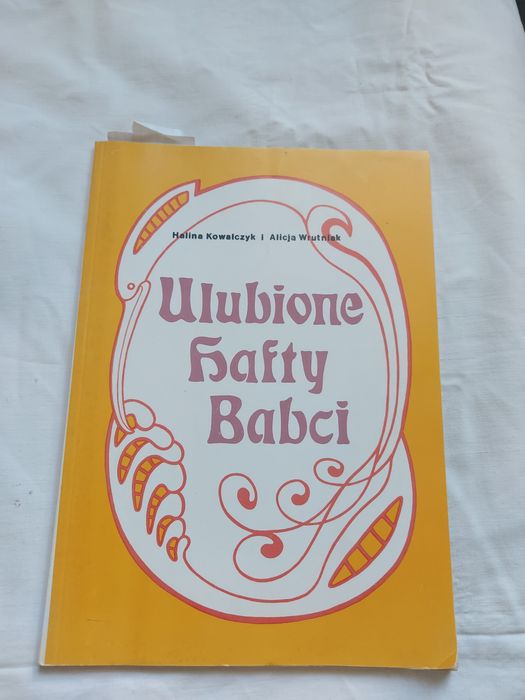 Halina Kowalczyk i Alicja Wrutniak
Ulubione
hafty
Babci